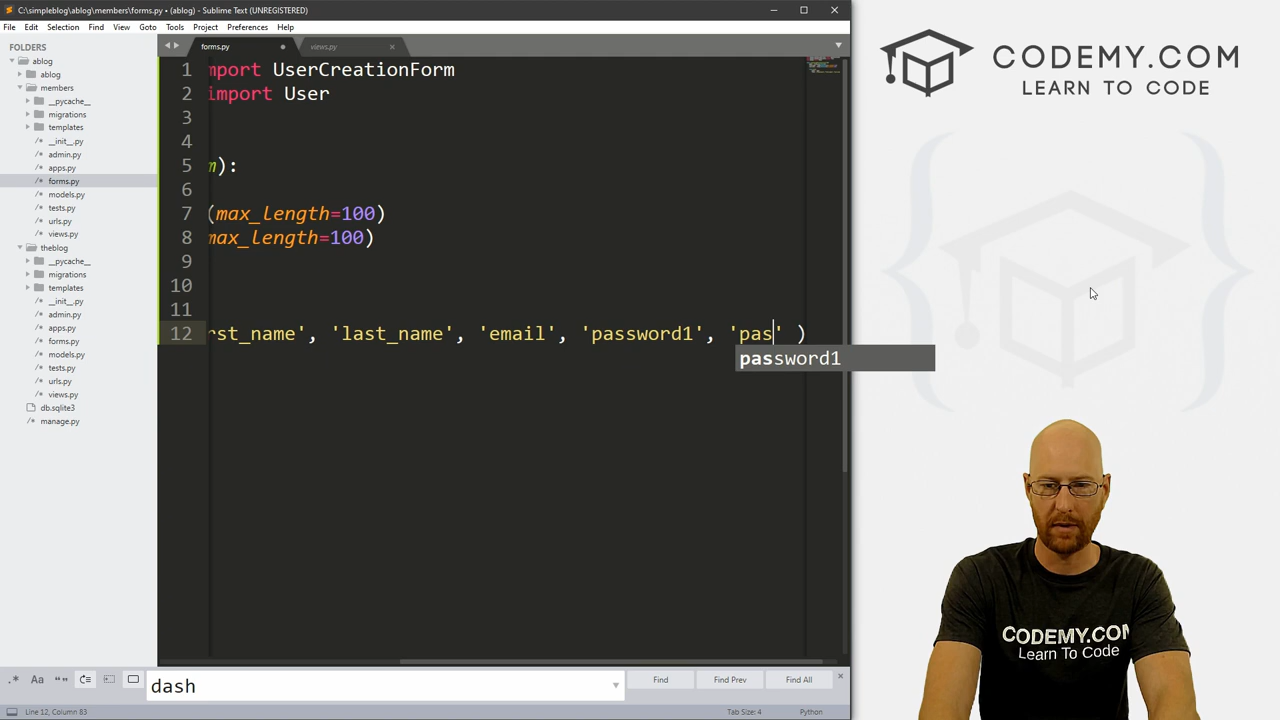 C:\simpleblog\ablog\members\forms.py • (ablog) - Sublime Text (UNREGISTERED)
File Edit Selection Find View Goto Tools Project Preferences Help
FOLDERS
ablog
ablog
members
__pycache__
migrations
templates
__init__.py
admin.py
apps.py
forms.py
models.py
tests.py
urls.py
views.py
theblog
__pycache__
migrations
templates
__init__.py
admin.py
apps.py
forms.py
models.py
tests.py
urls.py
views.py
db.sqlite3
manage.py
forms.py
views.py
1 mport UserCreationForm
2 import User
3
4
5 m):
6
7 (max_length=100)
8 max_length=100)
9
10
11
12 rst_name', 'last_name', 'email', 'password1', 'pas' )
password1
.* Aa “”
dash
Find
Find Prev
Find All
Line 12, Column 83
Tab Size: 4
Python
CODEMY.COM
LEARN TO CODE
CODEMY.COM
Learn To Code